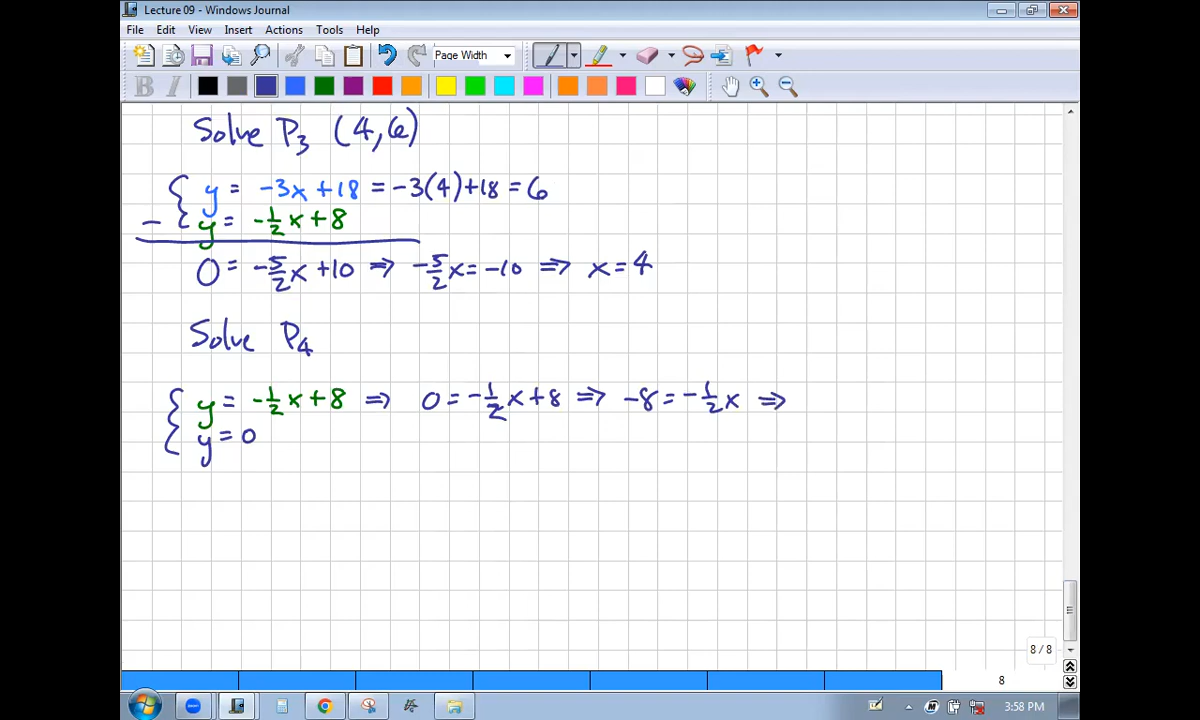 Lecture 09 - Windows Journal
File Edit View Insert Actions Tools Help
Page Width
B I
Solve P₃ (4,6)
y = -3x +18 = -3(4)+18 = 6
- y = -½x+8
0 = -5/2x +10 ⇒ -5/2x = -10 ⇒ x=4
Solve P₄
y = -½x+8 ⇒ 0 = -½x+8 ⇒ -8 = -½x ⇒
y = 0
8 / 8
8
3:58 PM